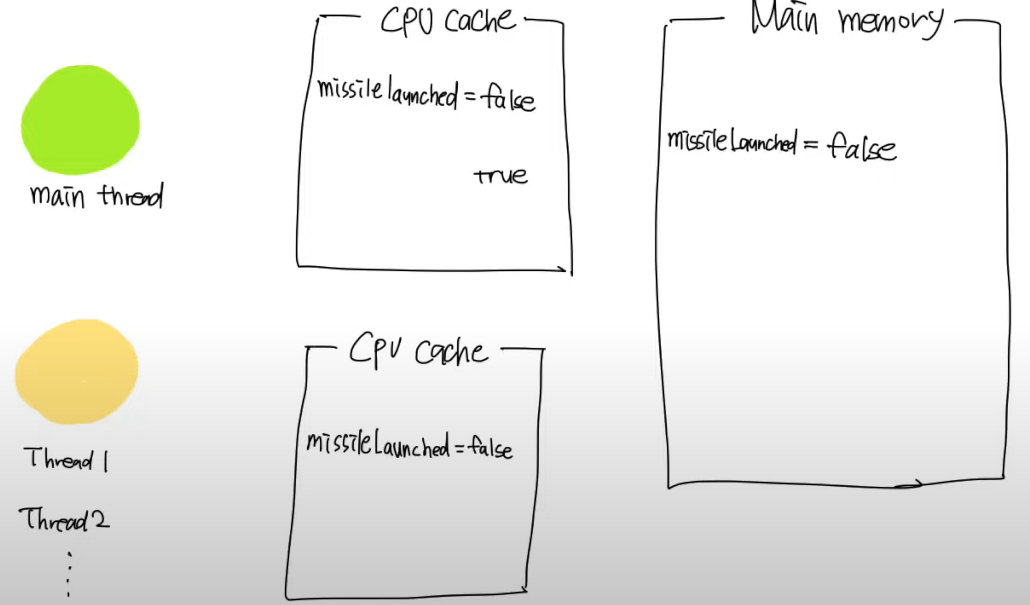 CPU cache
missilelaunched = false
true
main thread
Main memory
missileLaunched = false
CPU cache
missileLaunched = false
Thread 1
Thread 2